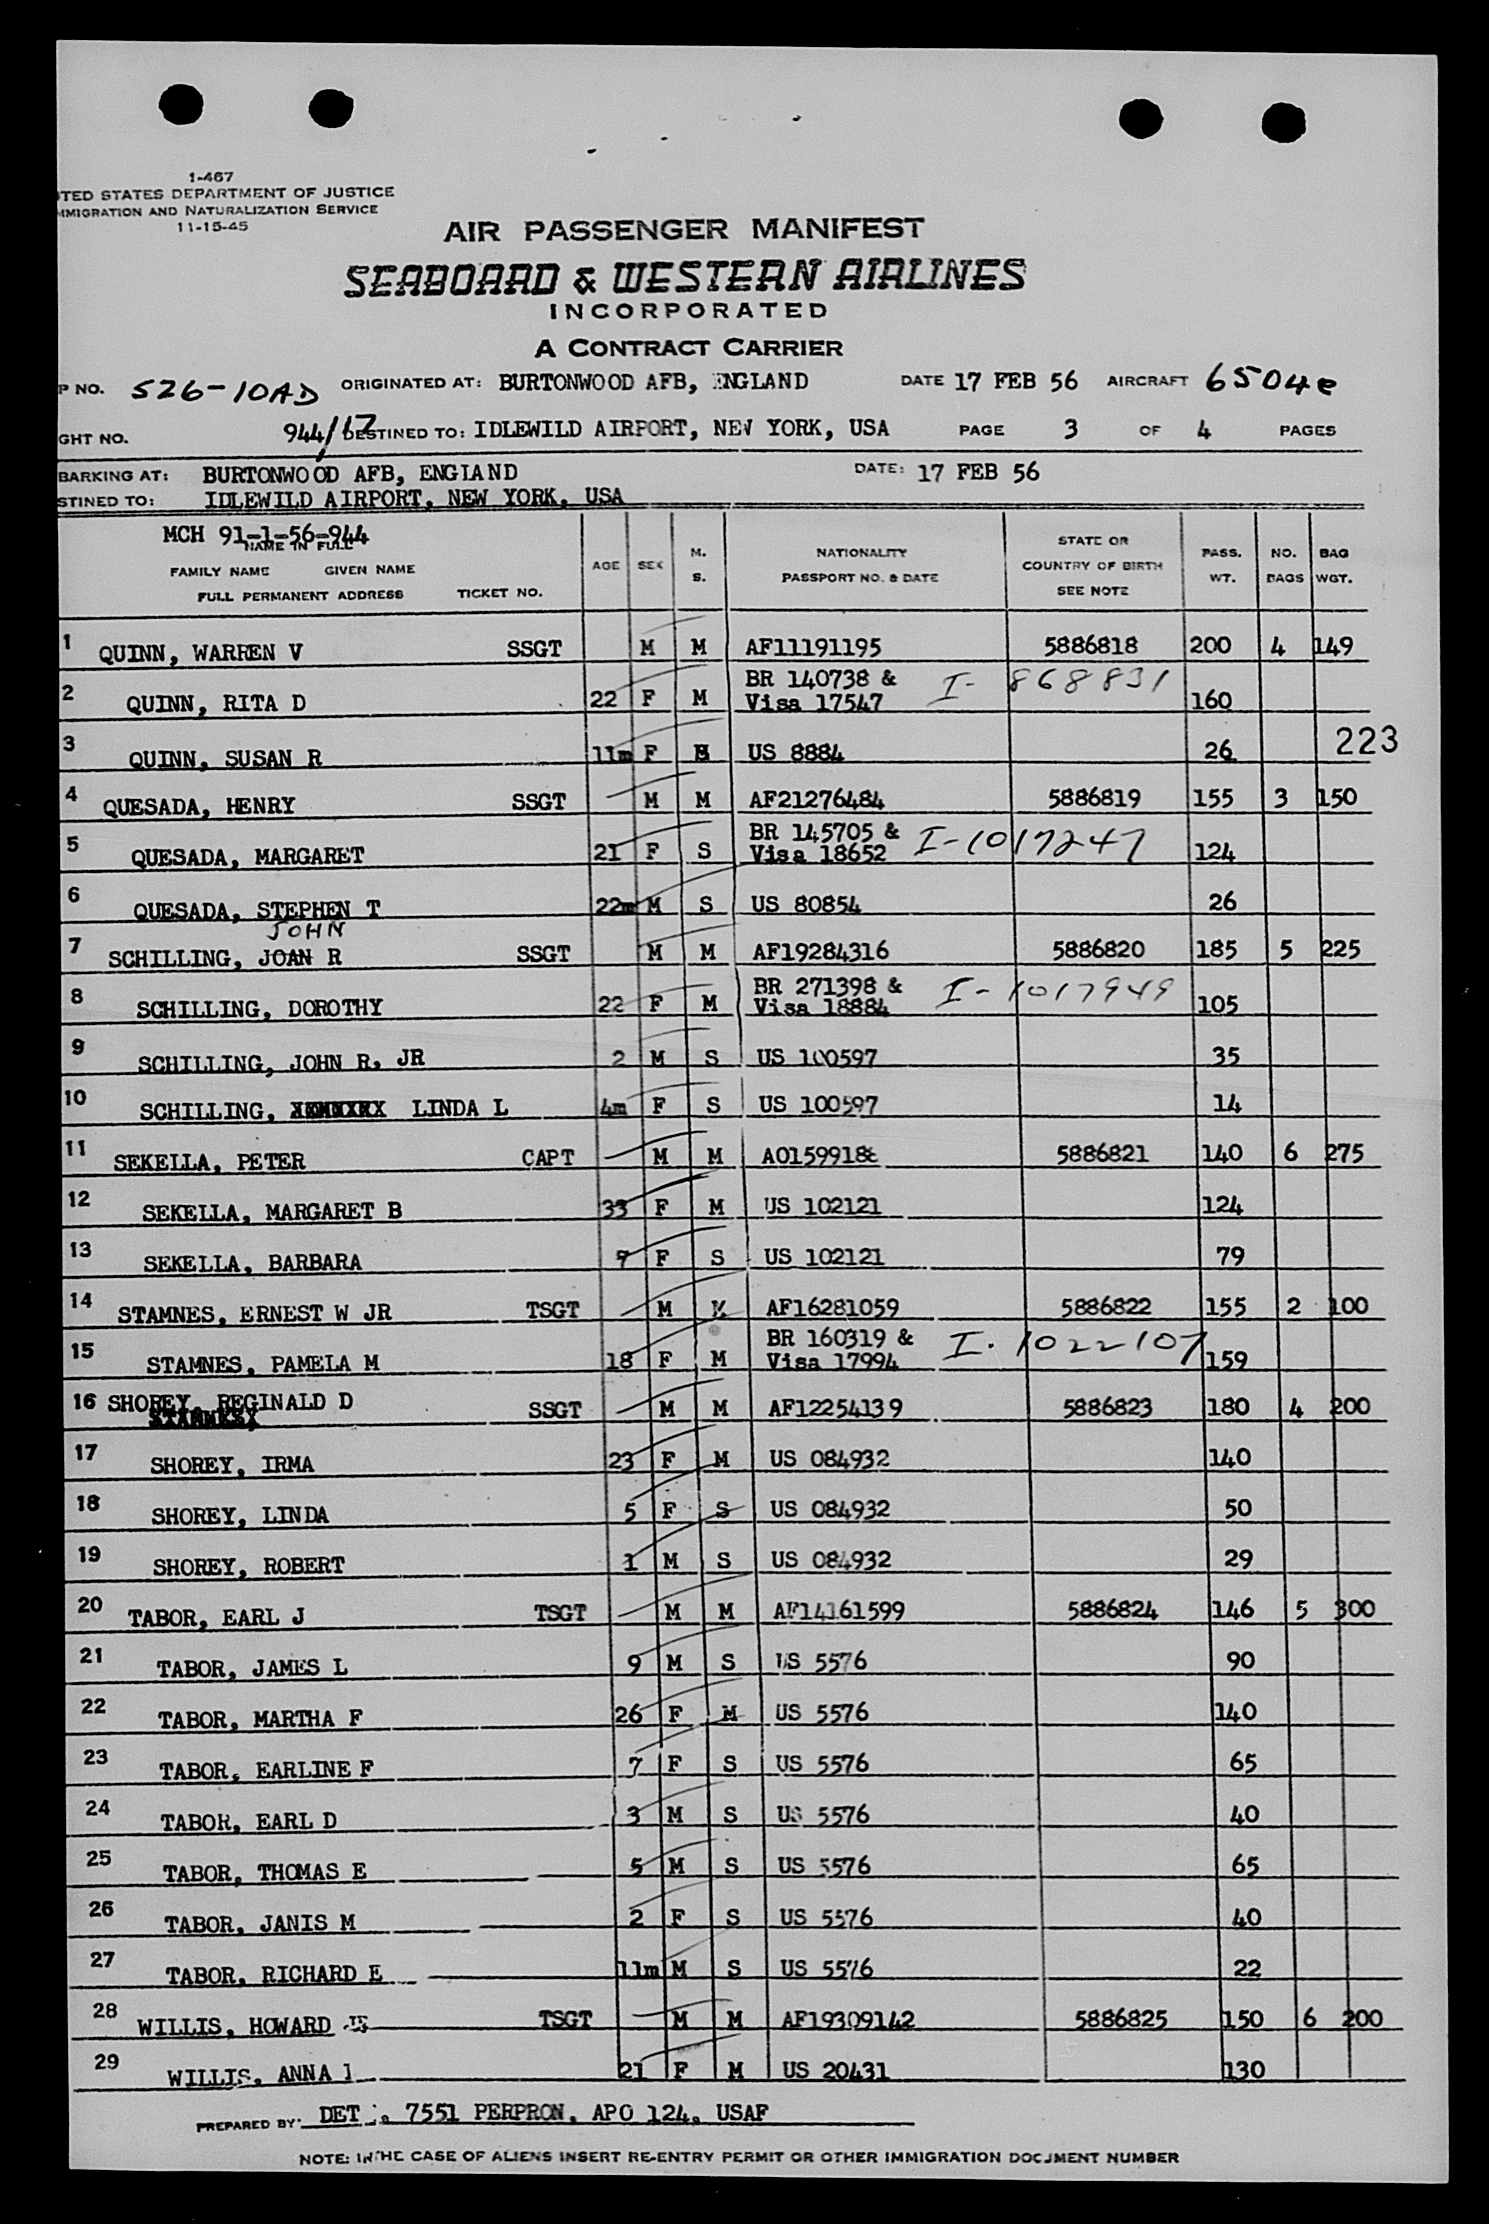 1-467
TED STATES DEPARTMENT OF JUSTICE
MMIGRATION AND NATURALIZATION SERVICE
11-15-45
AIR PASSENGER MANIFEST
SEABOARD & WESTERN AIRLINES
INCORPORATED
A CONTRACT CARRIER
P NO. 526-10AD ORIGINATED AT: BURTONWOOD AFB, ENGLAND DATE 17 FEB 56 AIRCRAFT 6504e
GHT NO. 944/17 DESTINED TO: IDLEWILD AIRPORT, NEW YORK, USA PAGE 3 OF 4 PAGES
BARKING AT: BURTONWOOD AFB, ENGLAND DATE: 17 FEB 56
STINED TO: IDLEWILD AIRPORT, NEW YORK, USA
MCH 91-1-56-944
NAME IN FULL
FAMILY NAME GIVEN NAME
FULL PERMANENT ADDRESS TICKET NO. AGE SEX M. S. NATIONALITY PASSPORT NO. & DATE STATE OR COUNTRY OF BIRTH SEE NOTE PASS. WT. NO. BAGS BAG WGT.
1 QUINN, WARREN V SSGT M M AF11191195 5886818 200 4 149
2 QUINN, RITA D 22 F M BR 140738 & Visa 17547 I-868831 160
3 QUINN, SUSAN R 11m F US 8884 26 223
4 QUESADA, HENRY SSGT M M AF21276484 5886819 155 3 150
5 QUESADA, MARGARET 21 F S BR 145705 & Visa 18652 I-1017247 124
6 QUESADA, STEPHEN T 22m M S US 80854 26
JOHN
7 SCHILLING, JOAN R SSGT M M AF19284316 5886820 185 5 225
8 SCHILLING, DOROTHY 22 F M BR 271398 & Visa 18884 I-1017949 105
9 SCHILLING, JOHN R, JR 2 M S US 100597 35
10 SCHILLING, LINDA L 4m F S US 100597 14
11 SEKELLA, PETER CAPT M M 5886821 140 6 275
12 SEKELLA, MARGARET B 33 F M US 102121 124
13 SEKELLA, BARBARA 7 F S US 102121 79
14 STAMNES, ERNEST W JR TSGT M M AF16281059 5886822 155 2 100
15 STAMNES, PAMELA M 18 F M BR 160319 & Visa 17994 I. 1022107 159
16 SHOREY, REGINALD D SSGT M M AF12254139 5886823 180 4 200
17 SHOREY, IRMA 23 F M US 084932 140
18 SHOREY, LINDA 5 F S US 084932 50
19 SHOREY, ROBERT 1 M S US 084932 29
20 TABOR, EARL J TSGT M M AF14161599 5886824 146 5 300
21 TABOR, JAMES L 9 M S US 5576 90
22 TABOR, MARTHA F 26 F M US 5576 140
23 TABOR, EARLINE F 7 F S US 5576 65
24 TABOR, EARL D 3 M S US 5576 40
25 TABOR, THOMAS E 5 M S US 5576 65
26 TABOR, JANIS M 2 F S US 5576 40
27 TABOR, RICHARD E 11m M S US 5576 22
28 WILLIS, HOWARD TSGT M M AF19309142 5886825 150 6 200
29 WILLIS, ANNA 21 F M US 20431 130
PREPARED BY: DET 7551 PERPRON, APO 124, USAF
NOTE: IN THE CASE OF ALIENS INSERT RE-ENTRY PERMIT OR OTHER IMMIGRATION DOCUMENT NUMBER